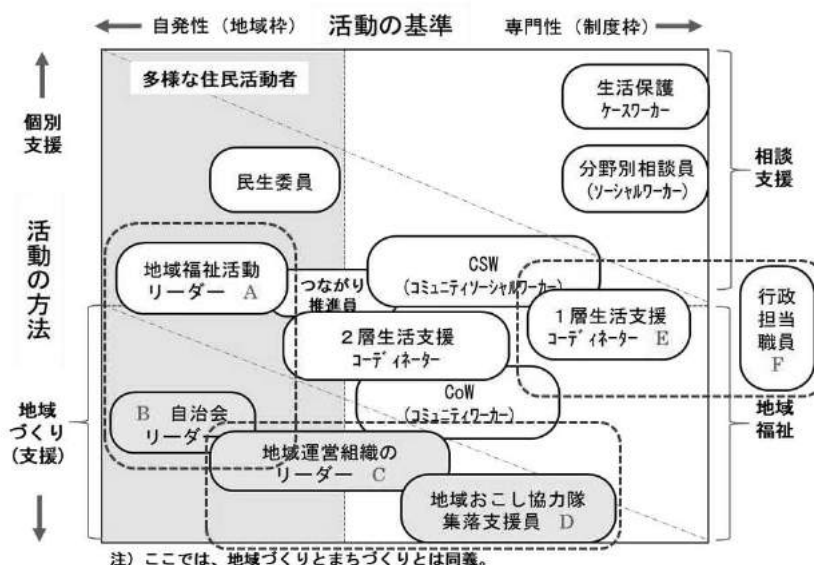 活動の基準
自発性（地域枠）
専門性（制度枠）
多様な住民活動者
個別
支援
活動の方法
地域
づくり
(支援)
生活保護
ｹｰｽﾜｰｶｰ
分野別相談員
(ｿｰｼｬﾙﾜｰｶｰ)
相談
支援
民生委員
地域福祉活動
リーダー A
つながり
推進員
CSW
(ｺﾐｭﾆﾃｨｿｰｼｬﾙﾜｰｶｰ)
１層生活支援
ｺｰﾃﾞｨﾈｰﾀｰ E
行政
担当
職員
F
２層生活支援
ｺｰﾃﾞｨﾈｰﾀｰ
B 自治会
リーダー
CoW
(ｺﾐｭﾆﾃｨﾜｰｶｰ)
地域
福祉
地域運営組織の
リーダー C
地域おこし協力隊
集落支援員 D
注）ここでは、地域づくりとまちづくりとは同義。